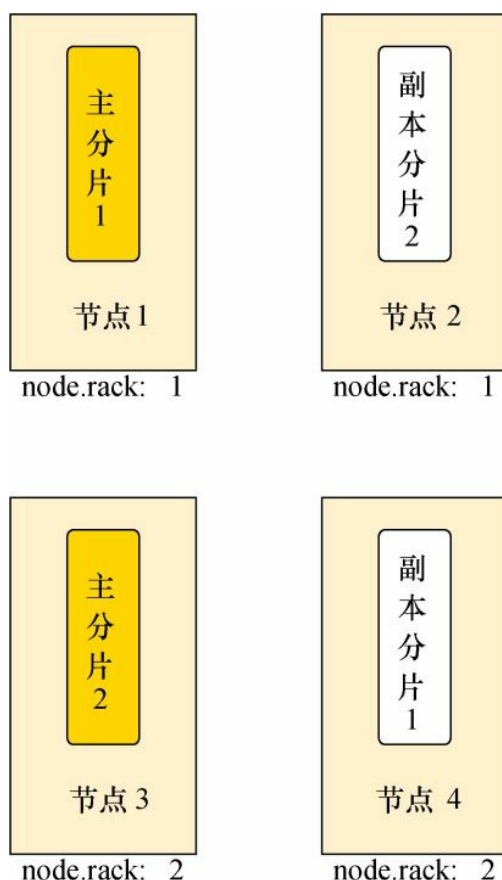 主分片1
节点1
node.rack: 1
副本分片2
节点 2
node.rack: 1
主分片2
节点3
node.rack: 2
副本分片1
节点 4
node.rack: 2